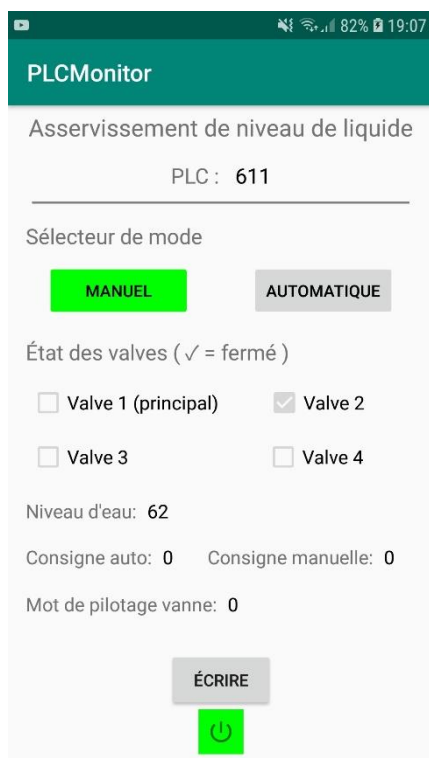 82% 19:07
PLCMonitor
Asservissement de niveau de liquide
PLC : 611
Sélecteur de mode
MANUEL AUTOMATIQUE
État des valves ( ✓ = fermé )
Valve 1 (principal) Valve 2
Valve 3 Valve 4
Niveau d'eau: 62
Consigne auto: 0 Consigne manuelle: 0
Mot de pilotage vanne: 0
ÉCRIRE